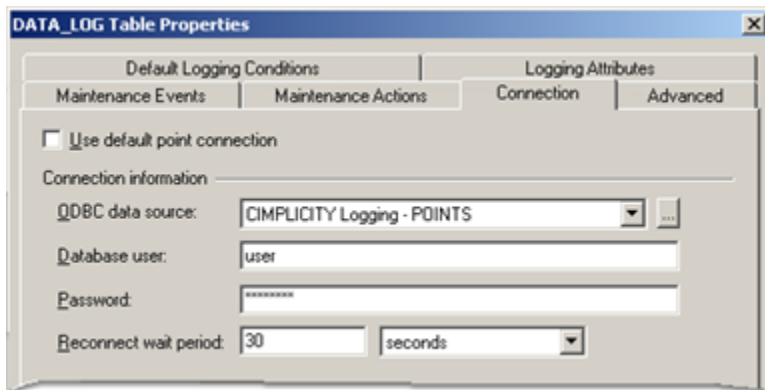 DATA_LOG Table Properties
Default Logging Conditions
Logging Attributes
Maintenance Events
Maintenance Actions
Connection
Advanced
Use default point connection
Connection information
ODBC data source:
CIMPLICITY Logging - POINTS
...
Database user:
user
Password:
********
Reconnect wait period:
30
seconds